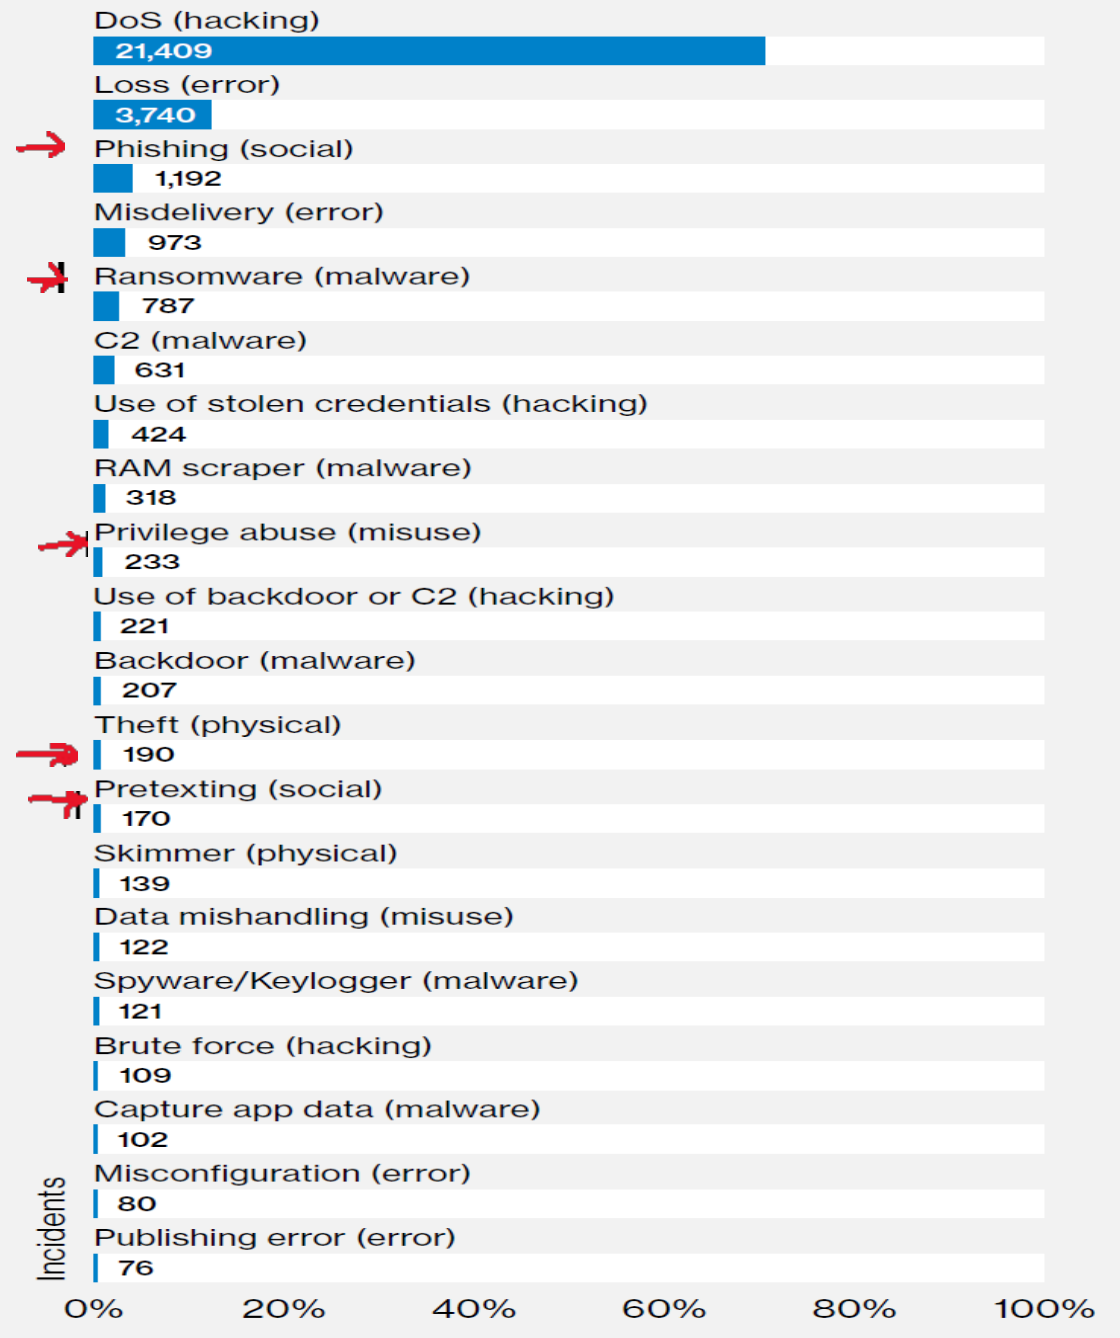 DoS (hacking)
21,409
Loss (error)
3,740
Phishing (social)
1,192
Misdelivery (error)
973
Ransomware (malware)
787
C2 (malware)
631
Use of stolen credentials (hacking)
424
RAM scraper (malware)
318
Privilege abuse (misuse)
233
Use of backdoor or C2 (hacking)
221
Backdoor (malware)
207
Theft (physical)
190
Pretexting (social)
170
Skimmer (physical)
139
Data mishandling (misuse)
122
Spyware/Keylogger (malware)
121
Brute force (hacking)
109
Capture app data (malware)
102
Misconfiguration (error)
80
Publishing error (error)
76
Incidents
0% 20% 40% 60% 80% 100%